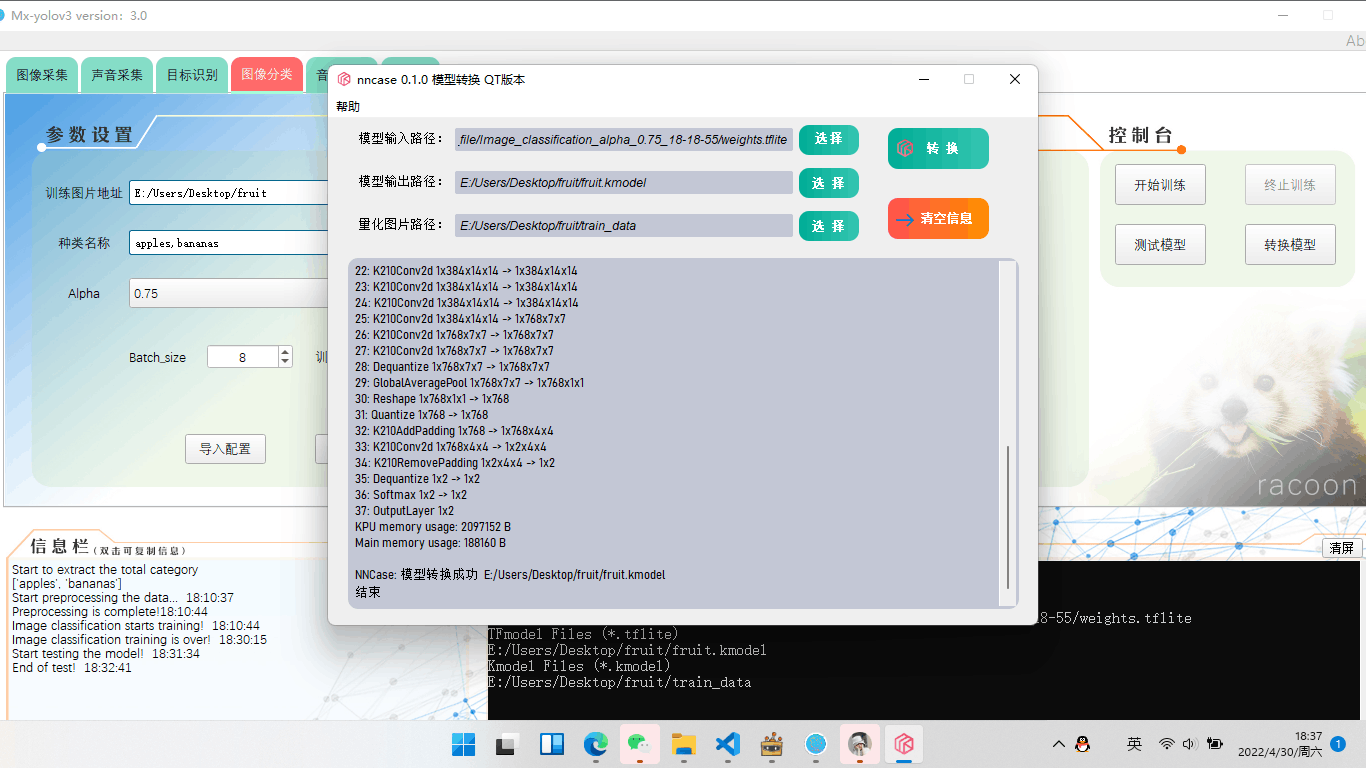 Mx-yolov3 version：3.0
Ab
图像采集
声音采集
目标识别
图像分类
音
nncase 0.1.0 模型转换 QT版本
帮助
模型输入路径：
_file/Image_classification_alpha_0.75_18-18-55/weights.tflite
选择
转 换
模型输出路径：
E:/Users/Desktop/fruit/fruit.kmodel
选 择
量化图片路径：
E:/Users/Desktop/fruit/train_data
选 择
清空信息
22: K210Conv2d 1x384x14x14 -> 1x384x14x14
23: K210Conv2d 1x384x14x14 -> 1x384x14x14
24: K210Conv2d 1x384x14x14 -> 1x384x14x14
25: K210Conv2d 1x384x14x14 -> 1x768x7x7
26: K210Conv2d 1x768x7x7 -> 1x768x7x7
27: K210Conv2d 1x768x7x7 -> 1x768x7x7
28: Dequantize 1x768x7x7 -> 1x768x7x7
29: GlobalAveragePool 1x768x7x7 -> 1x768x1x1
30: Reshape 1x768x1x1 -> 1x768
31: Quantize 1x768 -> 1x768
32: K210AddPadding 1x768 -> 1x768x4x4
33: K210Conv2d 1x768x4x4 -> 1x2x4x4
34: K210RemovePadding 1x2x4x4 -> 1x2
35: Dequantize 1x2 -> 1x2
36: Softmax 1x2 -> 1x2
37: OutputLayer 1x2
KPU memory usage: 2097152 B
Main memory usage: 188160 B
NNCase: 模型转换成功 E:/Users/Desktop/fruit/fruit.kmodel
结束
参数设置
训练图片地址
E:/Users/Desktop/fruit
种类名称
apples,bananas
Alpha
0.75
Batch_size
8
训
导入配置
控制台
开始训练
终止训练
测试模型
转换模型
racoon
信息栏(双击可复制信息)
清屏
Start to extract the total category
['apples', 'bananas']
Start preprocessing the data... 18:10:37
Preprocessing is complete!18:10:44
Image classification starts training! 18:10:44
Image classification training is over! 18:30:15
Start testing the model! 18:31:34
End of test! 18:32:41
18-55/weights.tflite
TFmodel Files (*.tflite)
E:/Users/Desktop/fruit/fruit.kmodel
Kmodel Files (*.kmodel)
E:/Users/Desktop/fruit/train_data
英
18:37
2022/4/30/周六
1